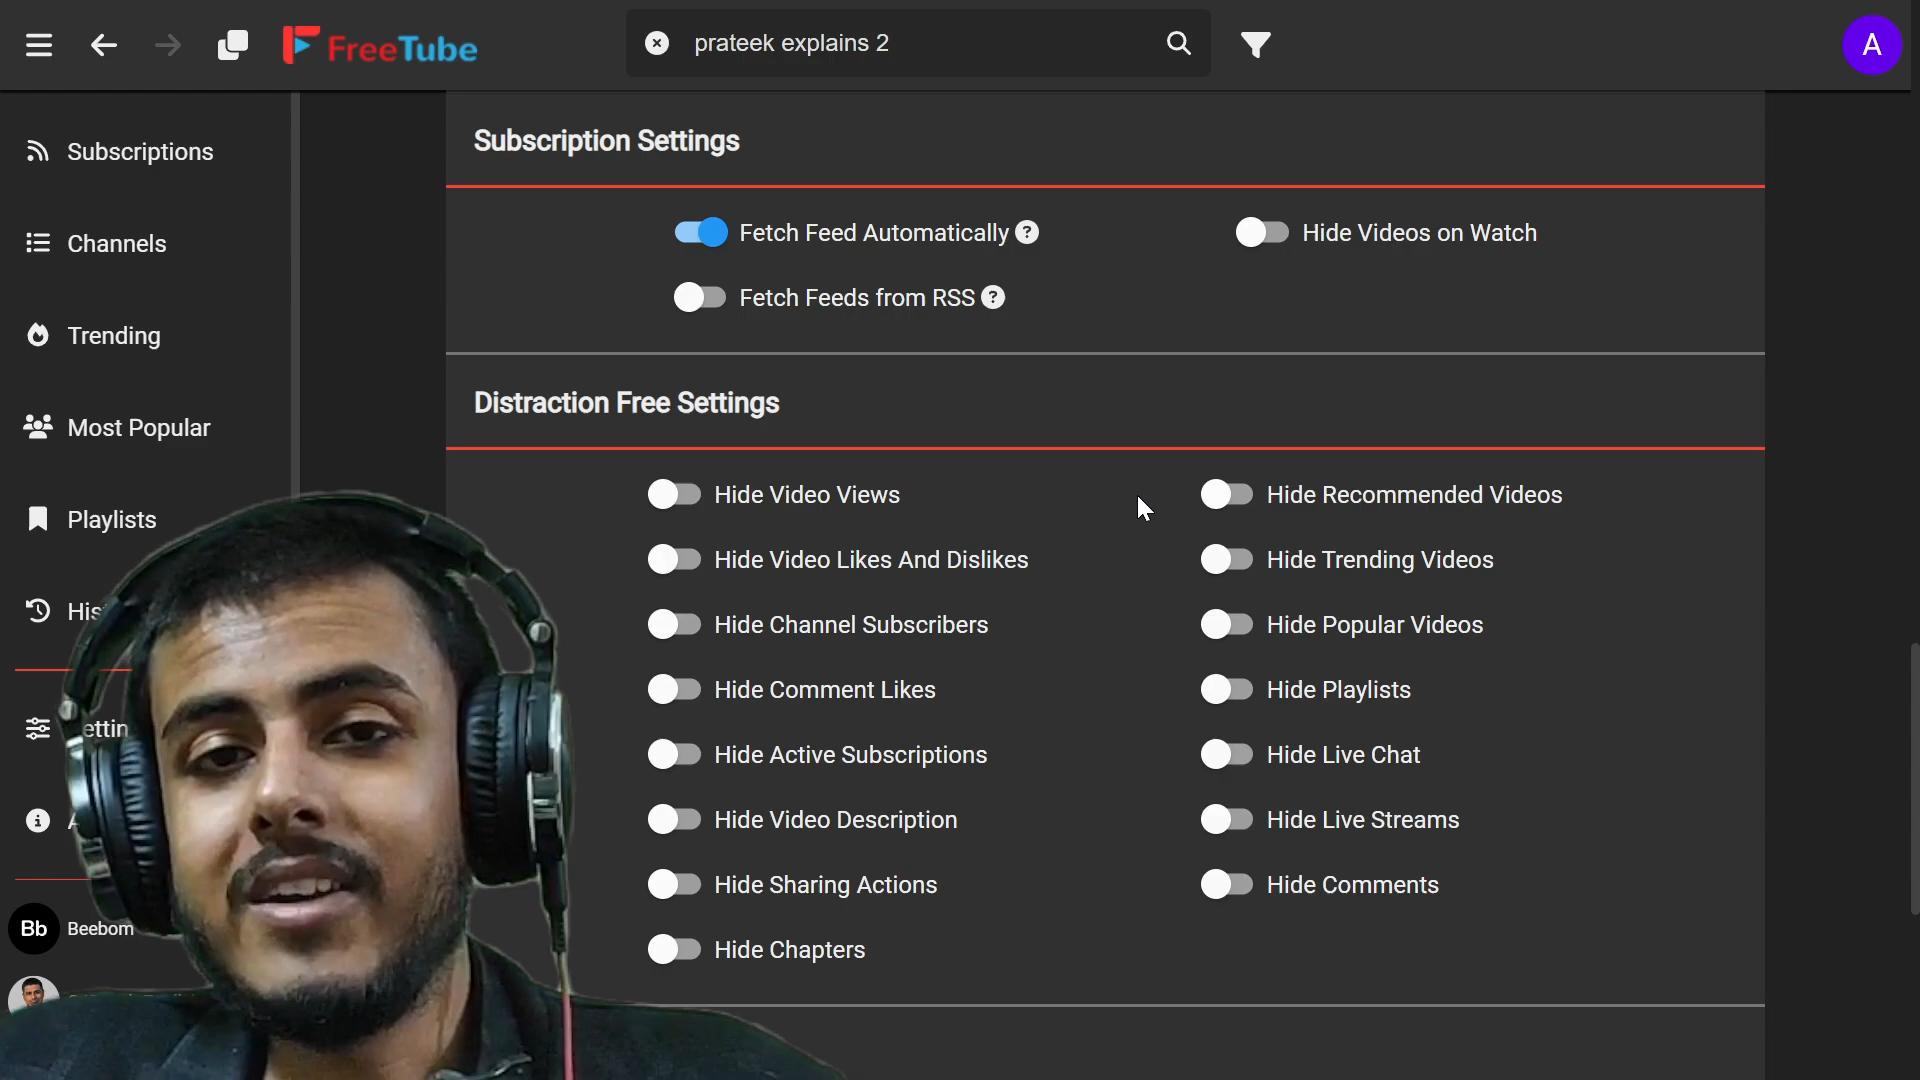 FreeTube
prateek explains 2
A
Subscriptions
Channels
Trending
Most Popular
Playlists
His
ettin
Bb
Beebom
Subscription Settings
Fetch Feed Automatically ?
Hide Videos on Watch
Fetch Feeds from RSS ?
Distraction Free Settings
Hide Video Views
Hide Recommended Videos
Hide Video Likes And Dislikes
Hide Trending Videos
Hide Channel Subscribers
Hide Popular Videos
Hide Comment Likes
Hide Playlists
Hide Active Subscriptions
Hide Live Chat
Hide Video Description
Hide Live Streams
Hide Sharing Actions
Hide Comments
Hide Chapters